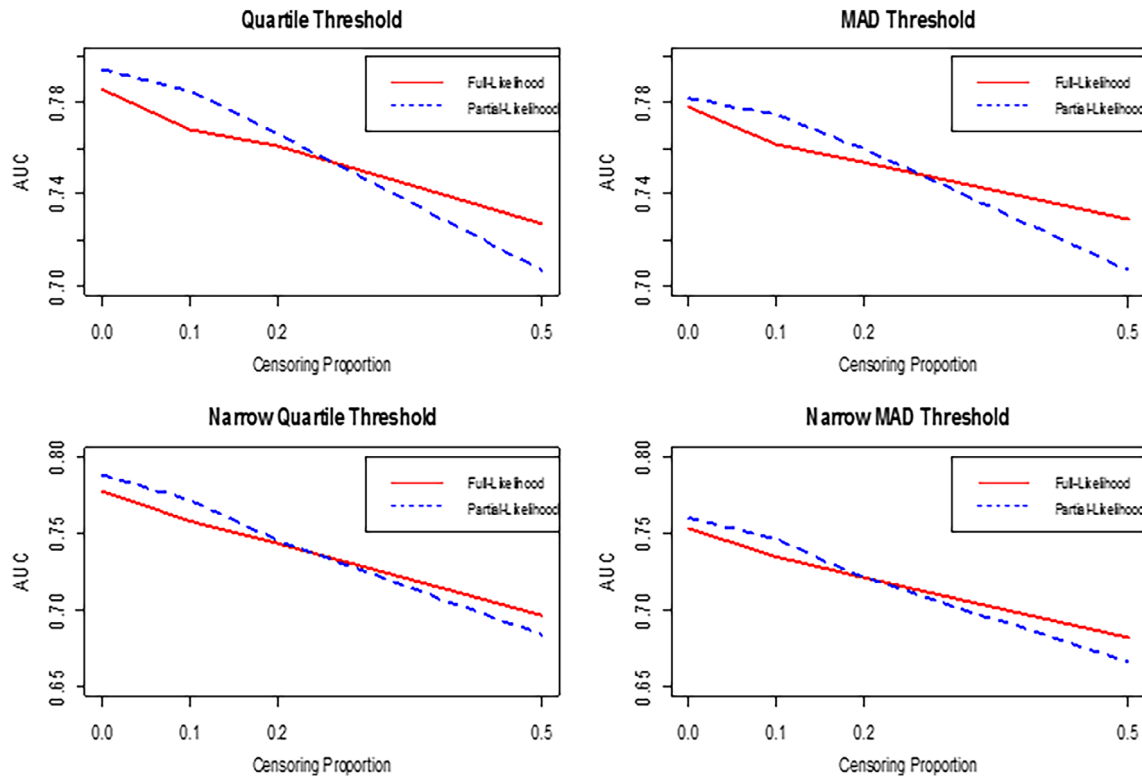 Quartile Threshold
AUC
0.78
0.74
0.70
Full-Likelihood
Partial-Likelihood
0.0 0.1 0.2 0.5
Censoring Proportion
MAD Threshold
AUC
0.78
0.74
0.70
Full-Likelihood
Partial-Likelihood
0.0 0.1 0.2 0.5
Censoring Proportion
Narrow Quartile Threshold
AUC
0.80
0.75
0.70
0.65
Full-Likelihood
Partial-Likelihood
0.0 0.1 0.2 0.5
Censoring Proportion
Narrow MAD Threshold
AUC
0.80
0.75
0.70
0.65
Full-Likelihood
Partial-Likelihood
0.0 0.1 0.2 0.5
Censoring Proportion